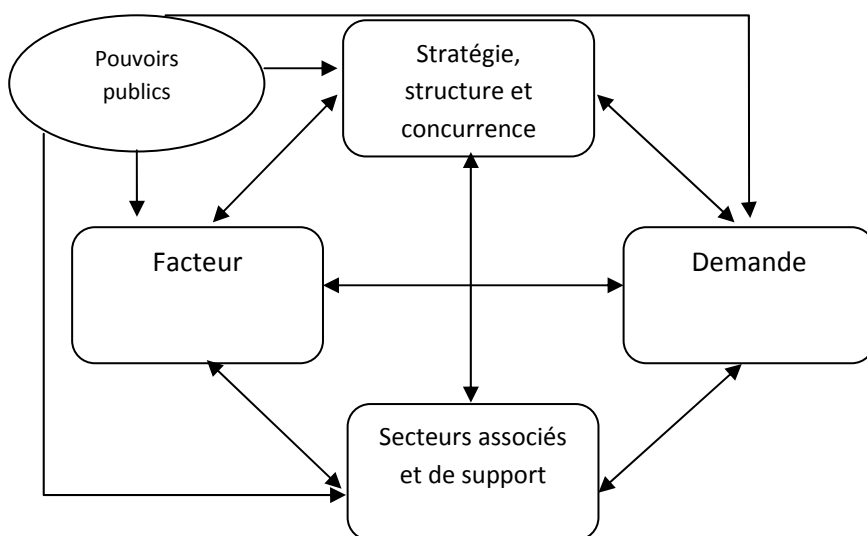 Pouvoirs
publics
Stratégie,
structure et
concurrence
Facteur
Demande
Secteurs associés
et de support